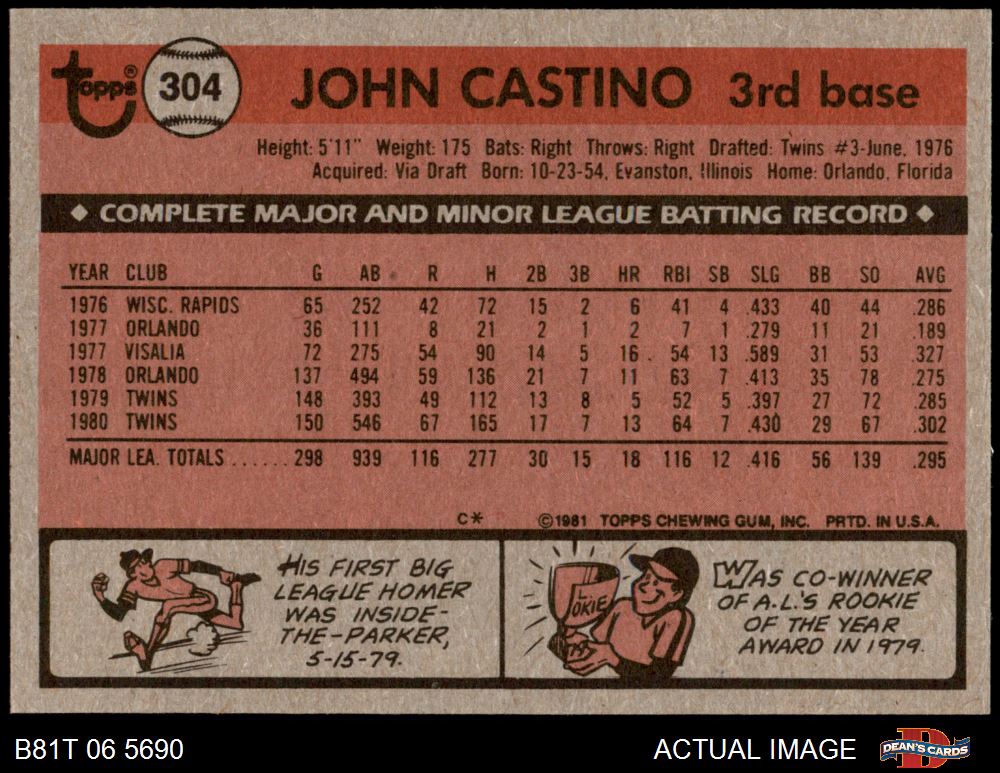 Topps® 304 JOHN CASTINO 3rd base
Height: 5'11" Weight: 175 Bats: Right Throws: Right Drafted: Twins #3-June, 1976
Acquired: Via Draft Born: 10-23-54, Evanston, Illinois Home: Orlando, Florida
◆ COMPLETE MAJOR AND MINOR LEAGUE BATTING RECORD ◆
YEAR CLUB G AB R H 2B 3B HR RBI SB SLG BB SO AVG
1976 WISC. RAPIDS 65 252 42 72 15 2 6 41 4 .433 40 44 .286
1977 ORLANDO 36 111 8 21 2 1 2 7 1 .279 11 21 .189
1977 VISALIA 72 275 54 90 14 5 16 54 13 .589 31 53 .327
1978 ORLANDO 137 494 59 136 21 7 11 63 7 .413 35 78 .275
1979 TWINS 148 393 49 112 13 8 5 52 5 .397 27 72 .285
1980 TWINS 150 546 67 165 17 7 13 64 7 .430 29 67 .302
MAJOR LEA. TOTALS ...... 298 939 116 277 30 15 18 116 12 .416 56 139 .295
C* ©1981 TOPPS CHEWING GUM, INC. PRTD. IN U.S.A.
HIS FIRST BIG
LEAGUE HOMER
WAS INSIDE-
THE-PARKER,
5-15-79.
OKIE
WAS CO-WINNER
OF A.L.'S ROOKIE
OF THE YEAR
AWARD IN 1979.
B81T 06 5690 ACTUAL IMAGE DEAN'S CARDS